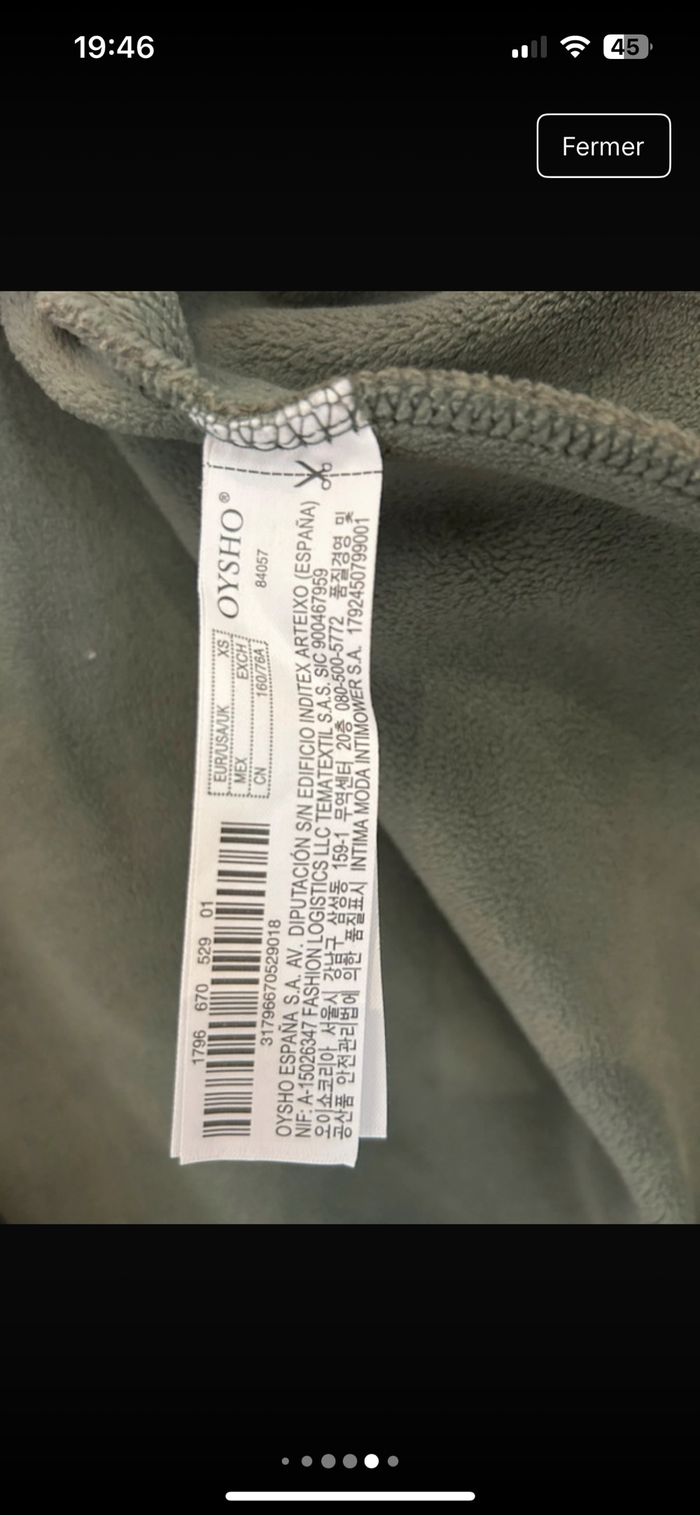 19:46
45
Fermer
OYSHO®
84057
EUR/USA/UK XS
MEX EXCH
CN 160/76A
1796 670 529 01
31796670529018
OYSHO ESPAÑA S.A. AV. DIPUTACIÓN S/N EDIFICIO INDITEX ARTEIXO (ESPAÑA)
NIF: A-15026347 FASHION LOGISTICS LLC TEMATEXTIL S.A.S. SIC 900467959
오이쇼코리아 서울시 강남구 삼성동 159-1 무역센터 20층 080-500-5772 품질경영 및
공산품 안전관리법에 의한 품질표시 INTIMA MODA INTIMOWER S.A. 1792450799001